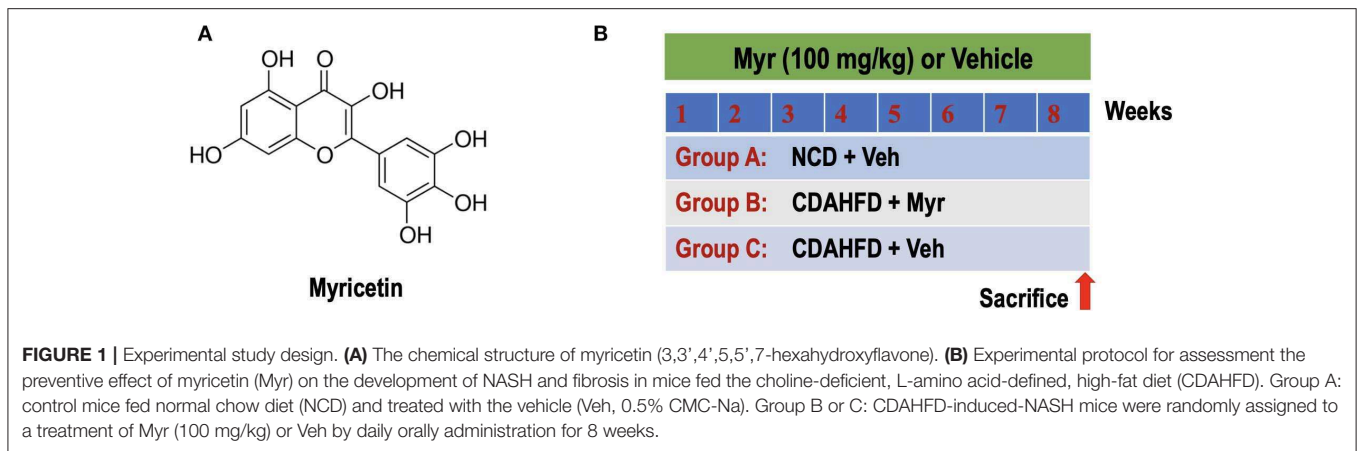 A
OH
O
OH
HO
O
OH
OH
OH
Myricetin
B
Myr (100 mg/kg) or Vehicle
1 2 3 4 5 6 7 8 Weeks
Group A: NCD + Veh
Group B: CDAHFD + Myr
Group C: CDAHFD + Veh
Sacrifice
FIGURE 1 | Experimental study design. (A) The chemical structure of myricetin (3,3',4',5,5',7-hexahydroxyflavone). (B) Experimental protocol for assessment the
preventive effect of myricetin (Myr) on the development of NASH and fibrosis in mice fed the choline-deficient, L-amino acid-defined, high-fat diet (CDAHFD). Group A:
control mice fed normal chow diet (NCD) and treated with the vehicle (Veh, 0.5% CMC-Na). Group B or C: CDAHFD-induced-NASH mice were randomly assigned to
a treatment of Myr (100 mg/kg) or Veh by daily orally administration for 8 weeks.